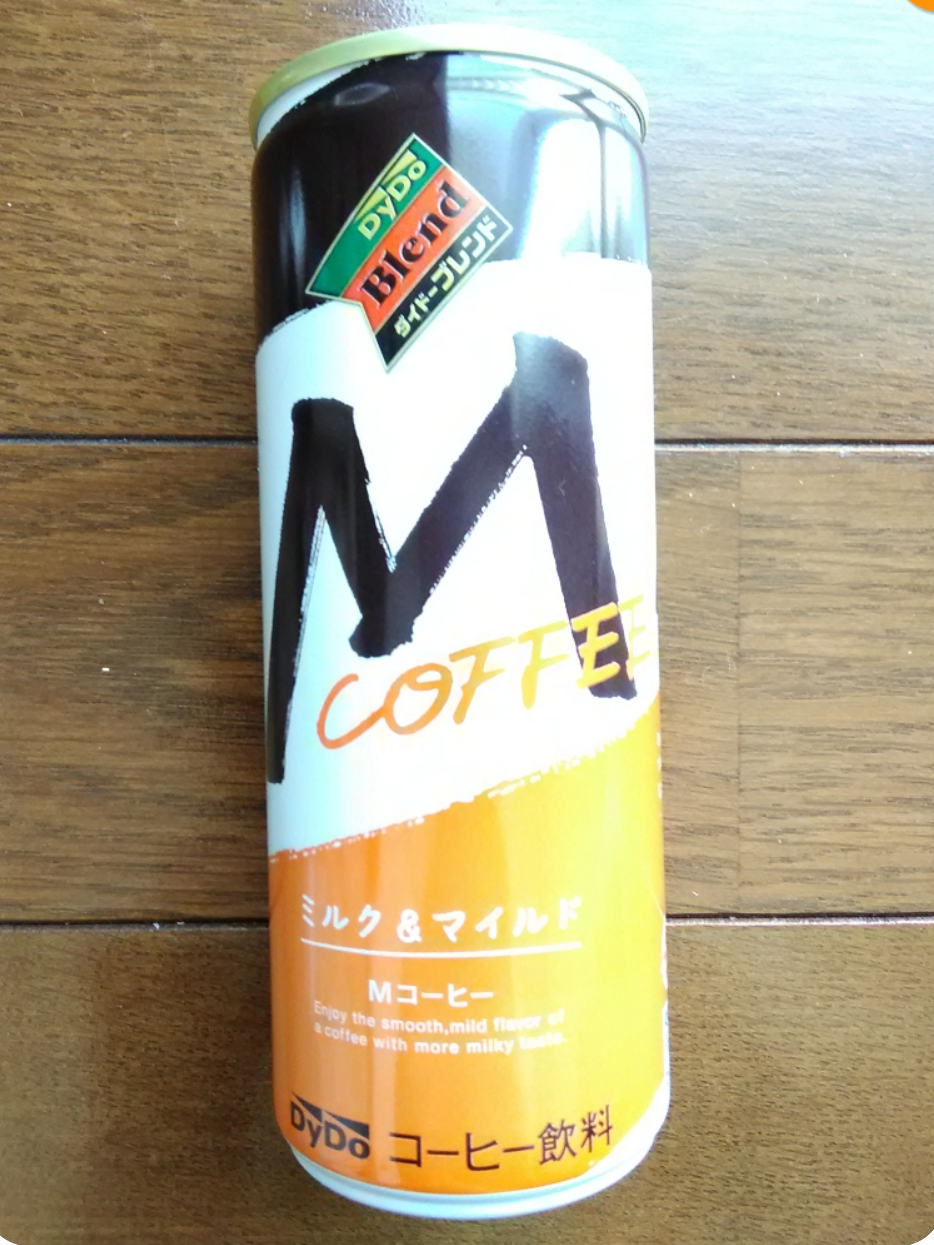 DyDo
Blend
ダイドーブレンド
M
COFFEE
ミルク&マイルド
Mコーヒー
Enjoy the smooth,mild flavor of
a coffee with more milky taste.
DyDo コーヒー飲料